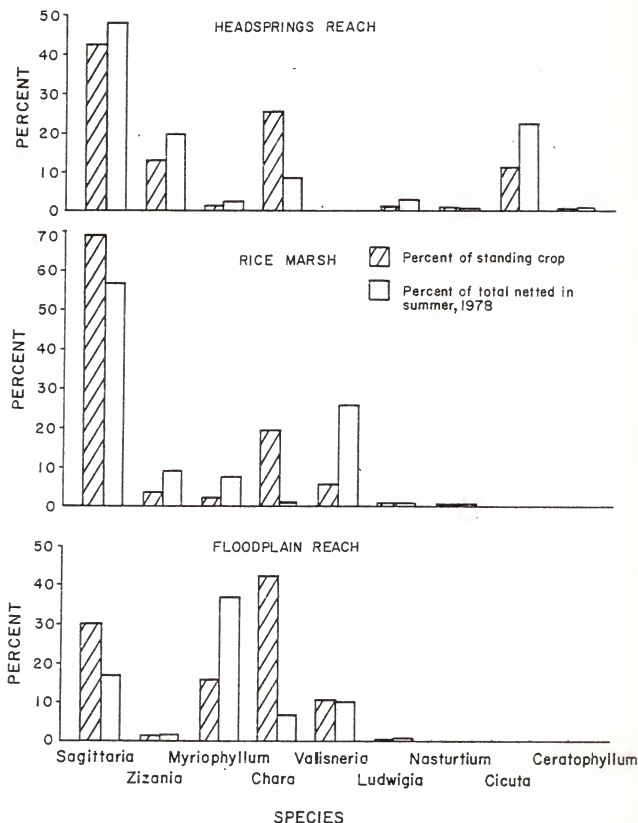 HEADSPRINGS REACH
PERCENT
50
40
30
20
10
0
RICE MARSH
Percent of standing crop
Percent of total netted in
summer, 1978
PERCENT
70
60
50
40
30
20
10
0
FLOODPLAIN REACH
PERCENT
50
40
30
20
10
0
Sagittaria Myriophyllum Valisneria Nasturtium Ceratophyllum
Zizania Chara Ludwigia Cicuta
SPECIES